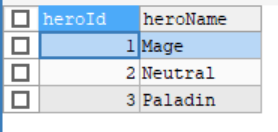 heroId heroName
1 Mage
2 Neutral
3 Paladin